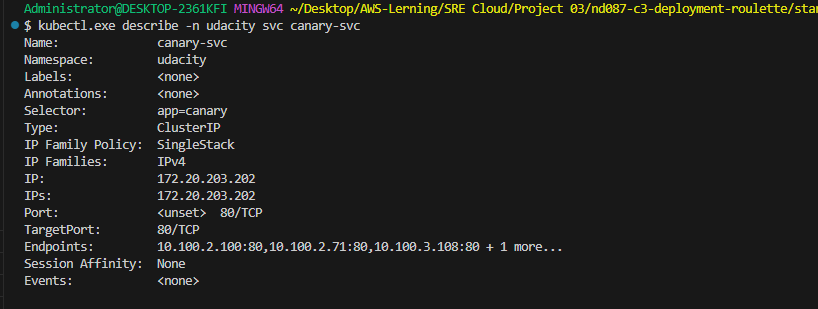 Administrator@DESKTOP-2361KFI MINGW64 ~/Desktop/AWS-Lerning/SRE Cloud/Project 03/nd087-c3-deployment-roulette/star
$ kubectl.exe describe -n udacity svc canary-svc
Name:              canary-svc
Namespace:         udacity
Labels:            <none>
Annotations:       <none>
Selector:          app=canary
Type:              ClusterIP
IP Family Policy:  SingleStack
IP Families:       IPv4
IP:                172.20.203.202
IPs:               172.20.203.202
Port:              <unset>  80/TCP
TargetPort:        80/TCP
Endpoints:         10.100.2.100:80,10.100.2.71:80,10.100.3.108:80 + 1 more...
Session Affinity:  None
Events:            <none>